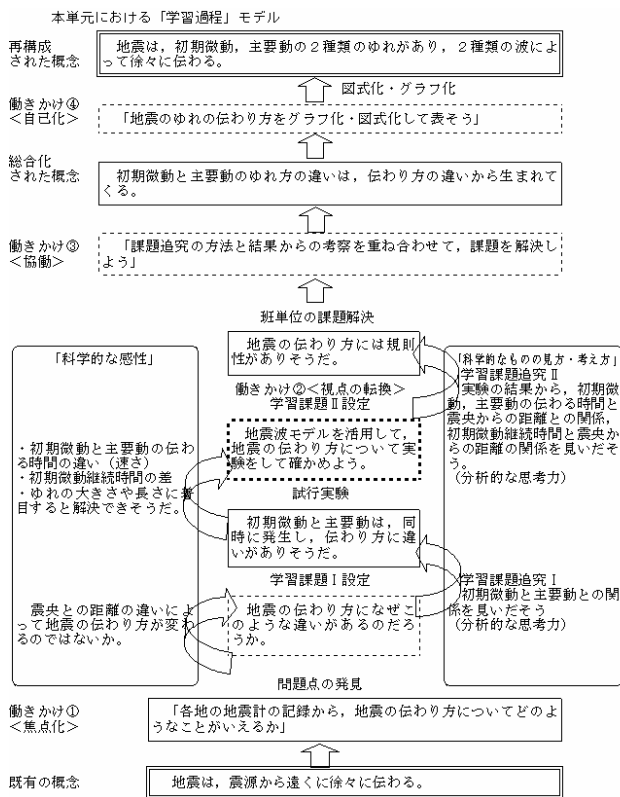 本単元における「学習過程」モデル
再構成
された概念
地震は，初期微動，主要動の２種類のゆれがあり，２種類の波によ
って徐々に伝わる。
図式化・グラフ化
働きかけ④
＜自己化＞
「地震のゆれの伝わり方をグラフ化・図式化して表そう」
総合化
された概念
初期微動と主要動のゆれ方の違いは，伝わり方の違いから生まれて
くる。
働きかけ③
＜協働＞
「課題追究の方法と結果からの考察を重ね合わせて，課題を解決し
よう」
班単位の課題解決
地震の伝わり方には規則
性がありそうだ。
働きかけ②＜視点の転換＞
学習課題Ⅱ設定
地震波モデルを活用して，
地震の伝わり方について実
験をして確かめよう。
試行実験
初期微動と主要動は，同
時に発生し，伝わり方に違
いがありそうだ。
学習課題Ⅰ設定
地震の伝わり方になぜこ
のような違いがあるのだろ
うか。
問題点の発見
「科学的な感性」
・初期微動と主要動の伝わ
る時間の違い（速さ）
・初期微動継続時間の差
・ゆれの大きさや長さに着
目すると解決できそうだ。
震央との距離の違いによ
って地震の伝わり方が変わ
るのではないか。
「科学的なものの見方・考え方」
学習課題追究Ⅱ
実験の結果から，初期微
動，主要動の伝わる時間と
震央からの距離との関係，
初期微動継続時間と震央か
らの距離の関係を見いだそ
う。
（分析的な思考力）
学習課題追究Ⅰ
初期微動と主要動との関
係を見いだそう
（分析的な思考力）
働きかけ①
＜焦点化＞
「各地の地震計の記録から，地震の伝わり方についてどのよ
うなことがいえるか」
既有の概念
地震は，震源から遠くに徐々に伝わる。